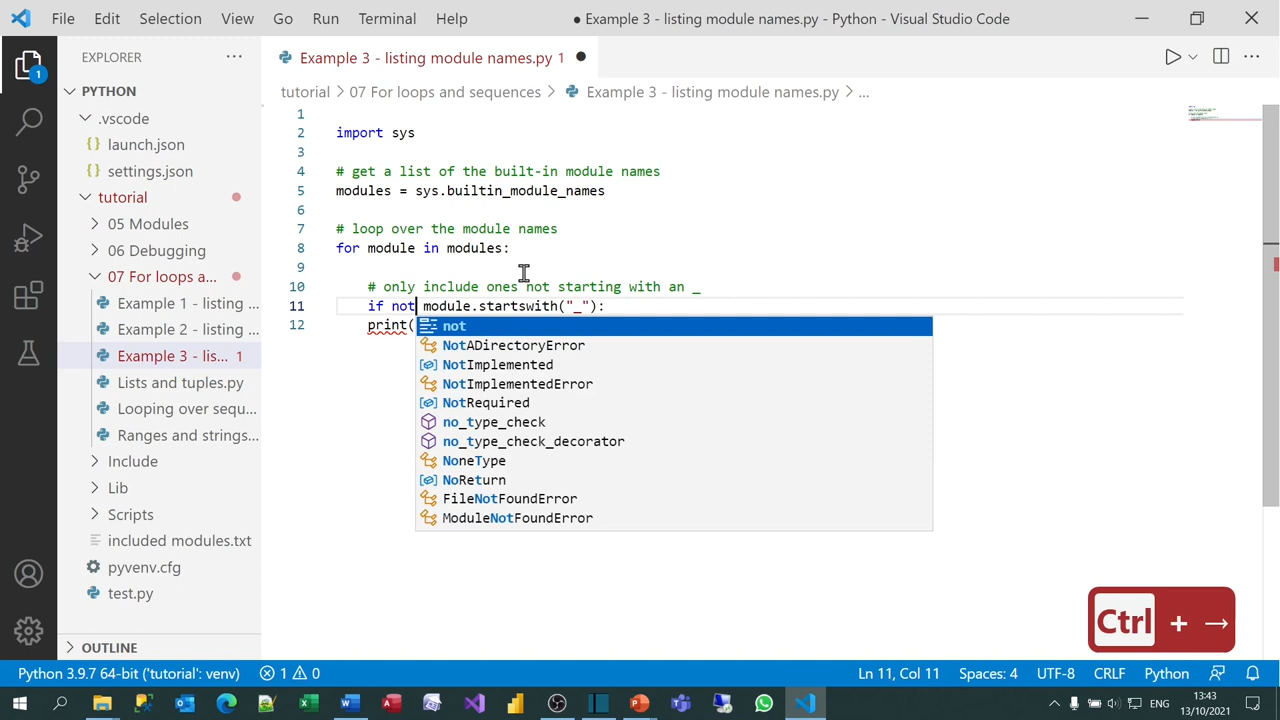 File Edit Selection View Go Run Terminal Help ● Example 3 - listing module names.py - Python - Visual Studio Code
EXPLORER ···
Example 3 - listing module names.py 1 ●
PYTHON
tutorial > 07 For loops and sequences > Example 3 - listing module names.py > ...
.vscode
launch.json
settings.json
tutorial
05 Modules
06 Debugging
07 For loops a...
Example 1 - listing ...
Example 2 - listing ...
Example 3 - lis... 1
Lists and tuples.py
Looping over sequ...
Ranges and strings...
Include
Lib
Scripts
included modules.txt
pyvenv.cfg
test.py
OUTLINE
1
2 import sys
3
4 # get a list of the built-in module names
5 modules = sys.builtin_module_names
6
7 # loop over the module names
8 for module in modules:
9
10 # only include ones not starting with an _
11 if not module.startswith("_"):
12 print(
not
NotADirectoryError
NotImplemented
NotImplementedError
NotRequired
no_type_check
no_type_check_decorator
NoneType
NoReturn
FileNotFoundError
ModuleNotFoundError
Ctrl + →
1
Python 3.9.7 64-bit ('tutorial': venv) 1 0 Ln 11, Col 11 Spaces: 4 UTF-8 CRLF Python
ENG 13:43
13/10/2021